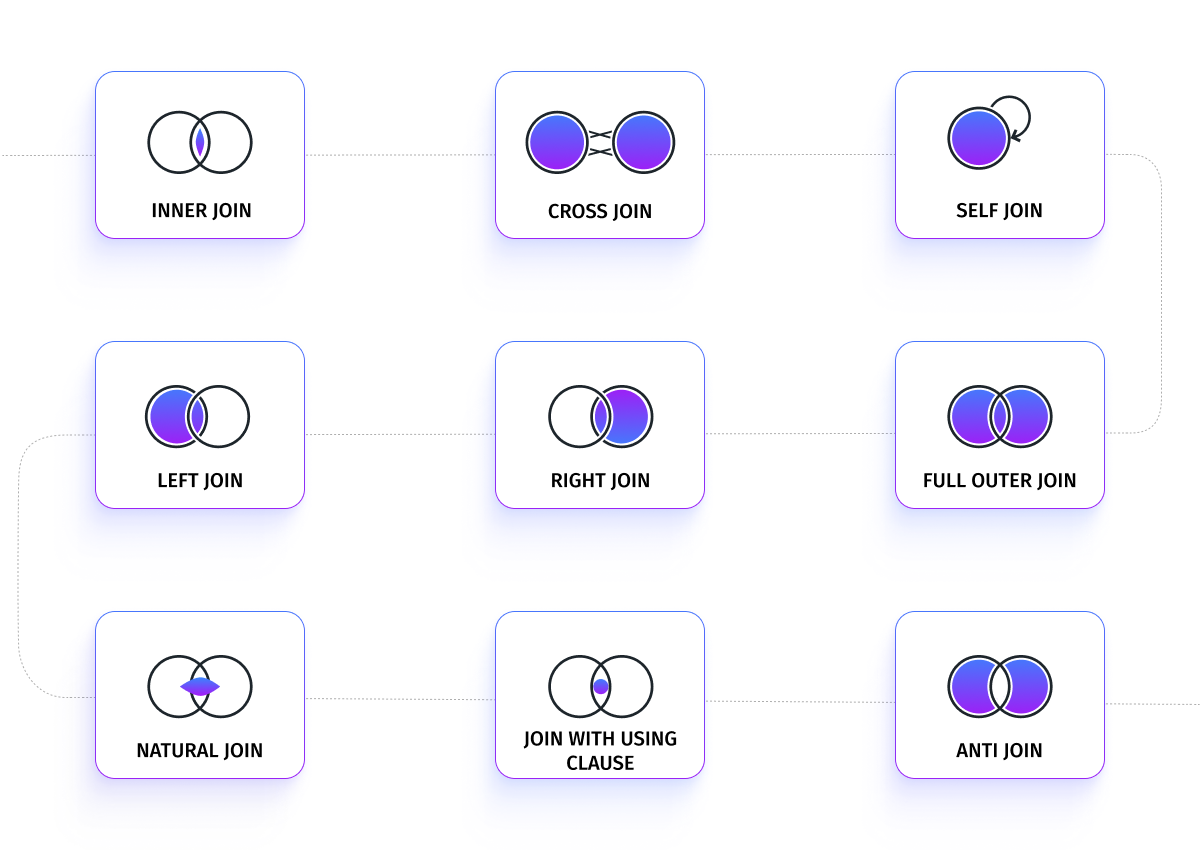 INNER JOIN
CROSS JOIN
SELF JOIN
LEFT JOIN
RIGHT JOIN
FULL OUTER JOIN
NATURAL JOIN
JOIN WITH USING
CLAUSE
ANTI JOIN